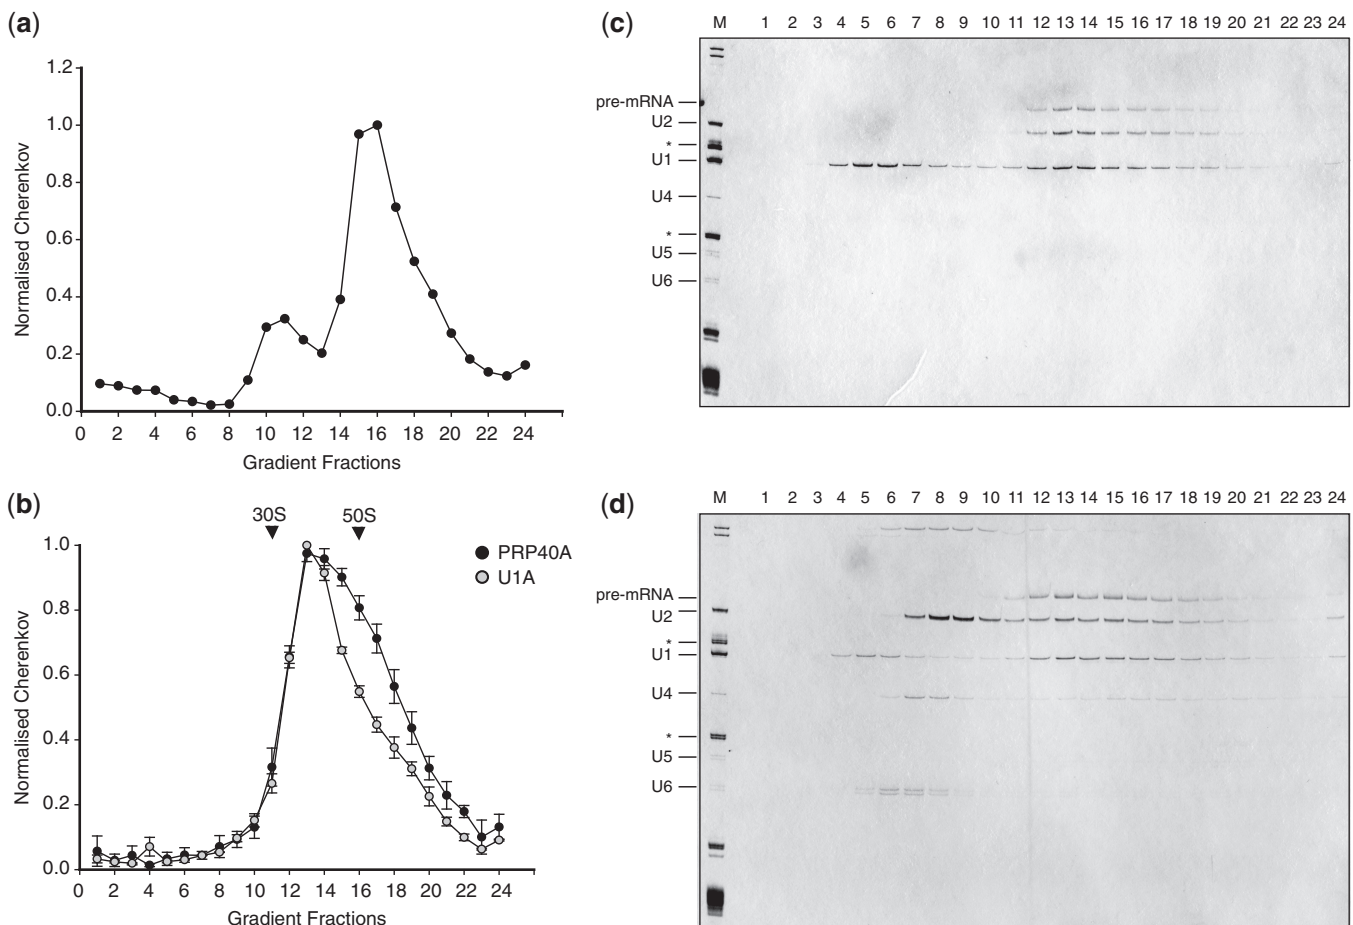 (a)
1.2
1.0
0.8
0.6
0.4
0.2
0.0
Normalised Cherenkov
0 2 4 6 8 10 12 14 16 18 20 22 24
Gradient Fractions
(b)
30S 50S
PRP40A
U1A
1.0
0.8
0.6
0.4
0.2
0.0
Normalised Cherenkov
0 2 4 6 8 10 12 14 16 18 20 22 24
Gradient Fractions
(c)
M 1 2 3 4 5 6 7 8 9 10 11 12 13 14 15 16 17 18 19 20 21 22 23 24
pre-mRNA
U2
*
U1
U4
*
U5
U6
(d)
M 1 2 3 4 5 6 7 8 9 10 11 12 13 14 15 16 17 18 19 20 21 22 23 24
pre-mRNA
U2
*
U1
U4
*
U5
U6